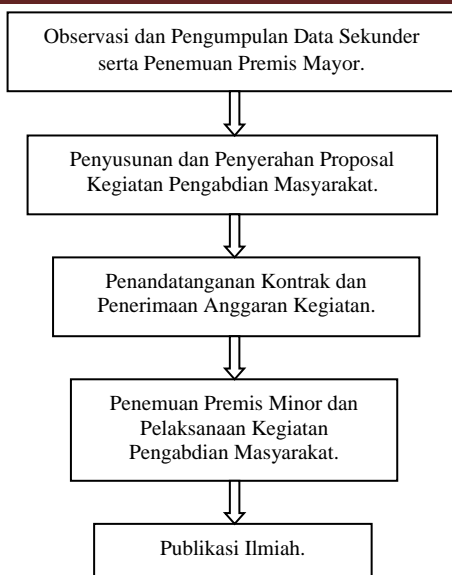 Observasi dan Pengumpulan Data Sekunder
serta Penemuan Premis Mayor.
Penyusunan dan Penyerahan Proposal
Kegiatan Pengabdian Masyarakat.
Penandatanganan Kontrak dan
Penerimaan Anggaran Kegiatan.
Penemuan Premis Minor dan
Pelaksanaan Kegiatan
Pengabdian Masyarakat.
Publikasi Ilmiah.